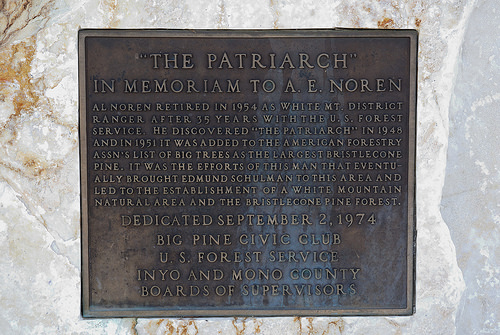 "THE PATRIARCH"
IN MEMORIAM TO A. E. NOREN
AL NOREN RETIRED IN 1954 AS WHITE MT. DISTRICT
RANGER AFTER 35 YEARS WITH THE U. S. FOREST
SERVICE. HE DISCOVERED "THE PATRIARCH" IN 1948
AND IN 1951 IT WAS ADDED TO THE AMERICAN FORESTRY
ASSN'S LIST OF BIG TREES AS THE LARGEST BRISTLECONE
PINE. IT WAS THE EFFORTS OF THIS MAN THAT EVENTU-
ALLY BROUGHT EDMUND SCHULMAN TO THIS AREA AND
LED TO THE ESTABLISHMENT OF A WHITE MOUNTAIN
NATURAL AREA AND THE BRISTLECONE PINE FOREST.
DEDICATED SEPTEMBER 2, 1974
BIG PINE CIVIC CLUB
U. S. FOREST SERVICE
INYO AND MONO COUNTY
BOARDS OF SUPERVISORS